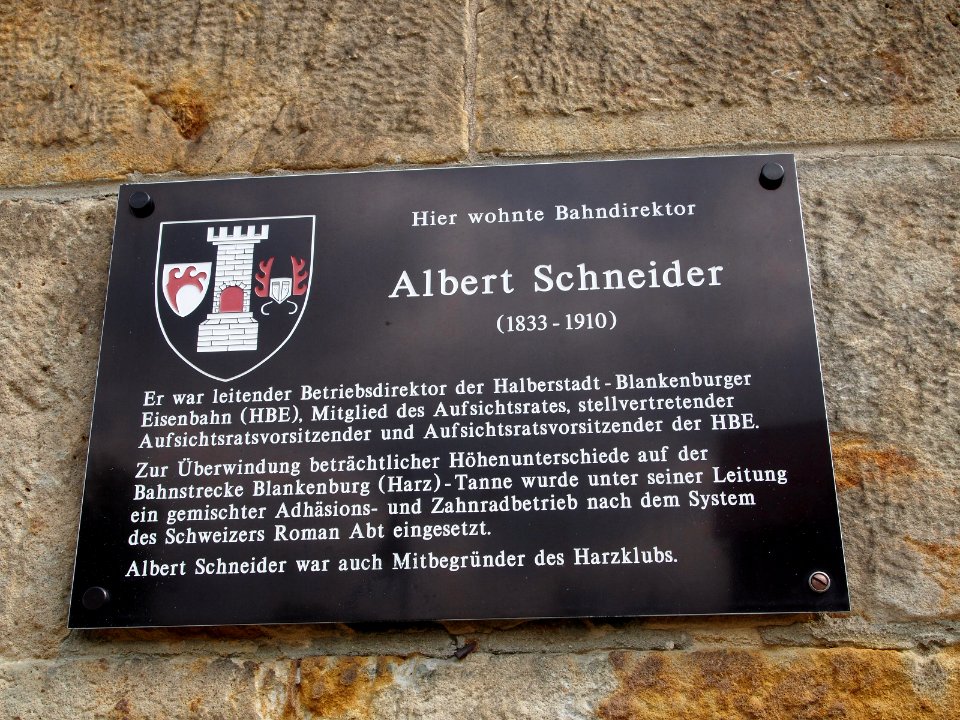 Hier wohnte Bahndirektor
Albert Schneider
(1833 - 1910)
Er war leitender Betriebsdirektor der Halberstadt - Blankenburger
Eisenbahn (HBE), Mitglied des Aufsichtsrates, stellvertretender
Aufsichtsratsvorsitzender und Aufsichtsratsvorsitzender der HBE.
Zur Überwindung beträchtlicher Höhenunterschiede auf der
Bahnstrecke Blankenburg (Harz) - Tanne wurde unter seiner Leitung
ein gemischter Adhäsions- und Zahnradbetrieb nach dem System
des Schweizers Roman Abt eingesetzt.
Albert Schneider war auch Mitbegründer des Harzklubs.